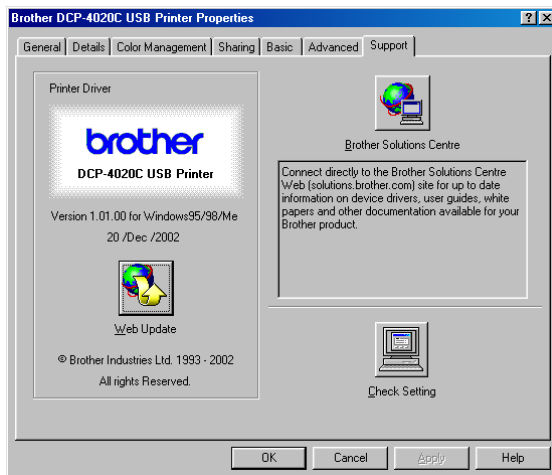 Brother DCP-4020C USB Printer Properties
General
Details
Color Management
Sharing
Basic
Advanced
Support
Printer Driver
brother
DCP-4020C USB Printer
Version 1.01.00 for Windows95/98/Me
20 /Dec /2002
Web Update
© Brother Industries Ltd. 1993 - 2002
All rights Reserved.
Brother Solutions Centre
Connect directly to the Brother Solutions Centre
Web (solutions.brother.com) site for up to date
information on device drivers, user guides, white
papers and other documentation available for your
Brother product.
Check Setting
OK
Cancel
Apply
Help